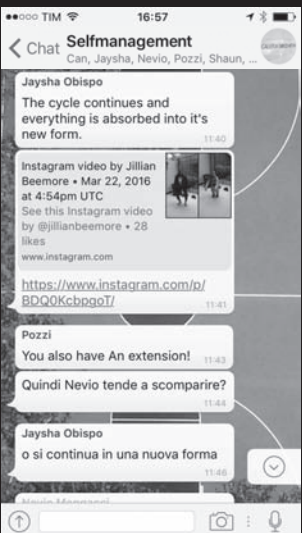 TIM 16:57
Chat Selfmanagement
Can, Jaysha, Nevio, Pozzi, Shaun, ...
Jaysha Obispo
The cycle continues and
everything is absorbed into it's
new form.
11:40
Instagram video by Jillian
Beemore • Mar 22, 2016
at 4:54pm UTC
See this Instagram video
by @jillianbeemore • 28
likes
www.instagram.com
https://www.instagram.com/p/
BDQ0KcbpgoT/
11:41
Pozzi
You also have An extension!
11:43
Quindi Nevio tende a scomparire?
11:44
Jaysha Obispo
o si continua in una nuova forma
11:46
Nevio